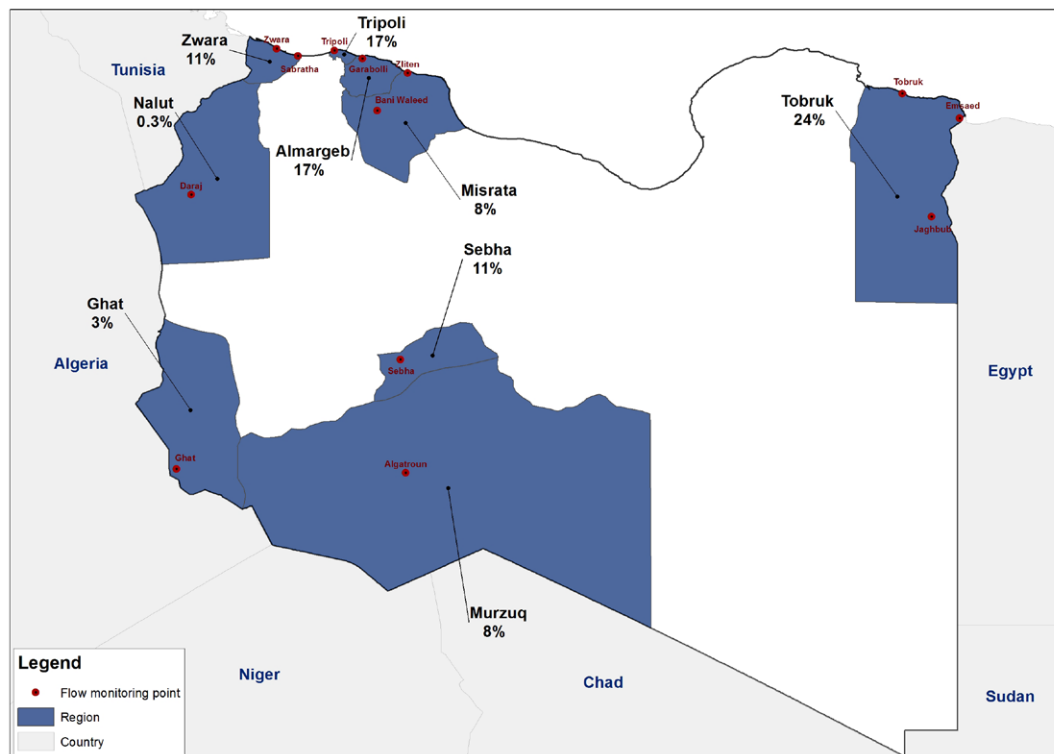 Tripoli
17%
Zwara
11%
Zwara
Tripoli
Sabratha
Garabolli
Zliten
Tunisia
Nalut
0.3%
Bani Waleed
Tobruk
Emsaed
Tobruk
24%
Almargeb
17%
Daraj
Misrata
8%
Jaghbub
Sebha
11%
Ghat
3%
Algeria
Sebha
Egypt
Ghat
Algatroun
Murzuq
8%
Legend
Flow monitoring point
Region
Country
Niger
Chad
Sudan